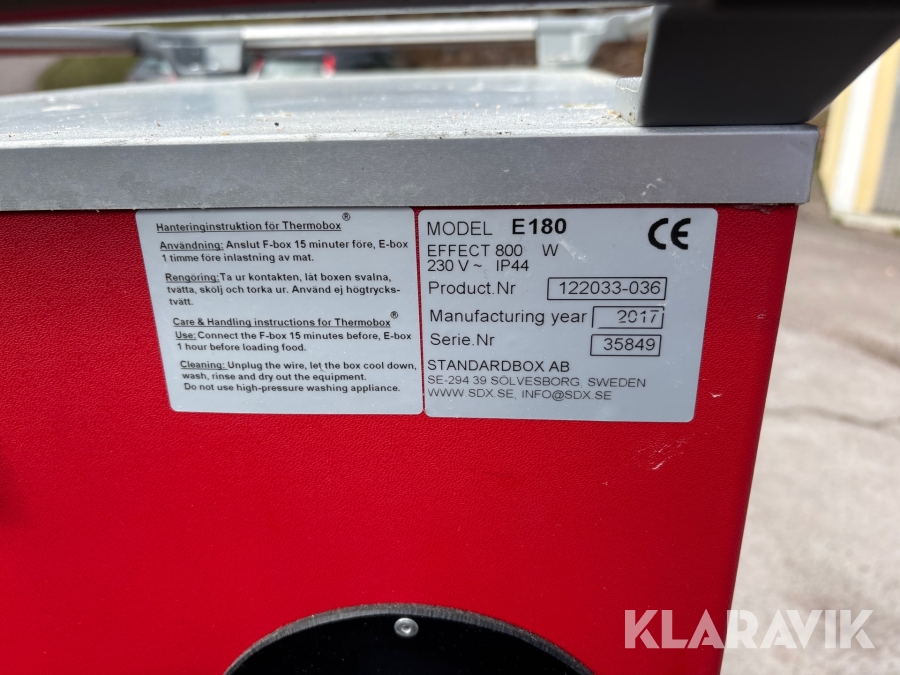 Hanteringinstruktion för Thermobox®
Användning: Anslut F-box 15 minuter före, E-box
1 timme före inlastning av mat.
Rengöring: Ta ur kontakten, låt boxen svalna,
tvätta, skölj och torka ur. Använd ej högtrycks-
tvätt.
Care & Handling instructions for Thermobox®
Use: Connect the F-box 15 minutes before, E-box
1 hour before loading food.
Cleaning: Unplug the wire, let the box cool down,
wash, rinse and dry out the equipment.
Do not use high-pressure washing appliance.
MODEL E180 CE
EFFECT 800 W
230 V~ IP44
Product.Nr 122033-036
Manufacturing year 2017
Serie.Nr 35849
STANDARDBOX AB
SE-294 39 SÖLVESBORG, SWEDEN
WWW.SDX.SE, INFO@SDX.SE
KLARAVIK